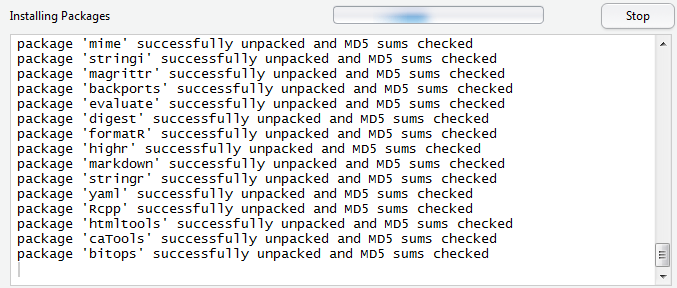 Installing Packages
Stop
package 'mime' successfully unpacked and MD5 sums checked
package 'stringi' successfully unpacked and MD5 sums checked
package 'magrittr' successfully unpacked and MD5 sums checked
package 'backports' successfully unpacked and MD5 sums checked
package 'evaluate' successfully unpacked and MD5 sums checked
package 'digest' successfully unpacked and MD5 sums checked
package 'formatR' successfully unpacked and MD5 sums checked
package 'highr' successfully unpacked and MD5 sums checked
package 'markdown' successfully unpacked and MD5 sums checked
package 'stringr' successfully unpacked and MD5 sums checked
package 'yaml' successfully unpacked and MD5 sums checked
package 'Rcpp' successfully unpacked and MD5 sums checked
package 'htmltools' successfully unpacked and MD5 sums checked
package 'caTools' successfully unpacked and MD5 sums checked
package 'bitops' successfully unpacked and MD5 sums checked